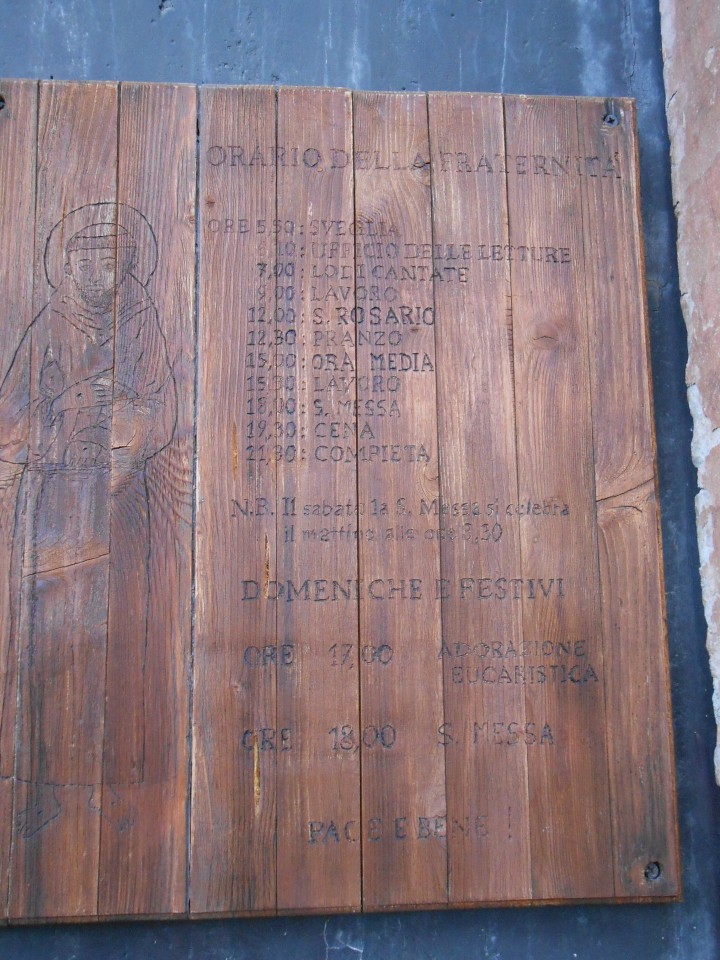 ORARIO DELLA FRATERNITÀ
ORE 5,50: SVEGLIA
6,10: UFFICIO DELLE LETTURE
7,00: LODI CANTATE
9,00: LAVORO
12,00: S. ROSARIO
12,30: PRANZO
15,00: ORA MEDIA
15,30: LAVORO
18,00: S. MESSA
19,30: CENA
21,30: COMPIETA
N.B. Il sabato la S. Messa si celebra
il mattino alle ore 8.30
DOMENICHE E FESTIVI
ORE 17,00 ADORAZIONE
EUCARISTICA
ORE 18,00 S. MESSA
PACE E BENE!